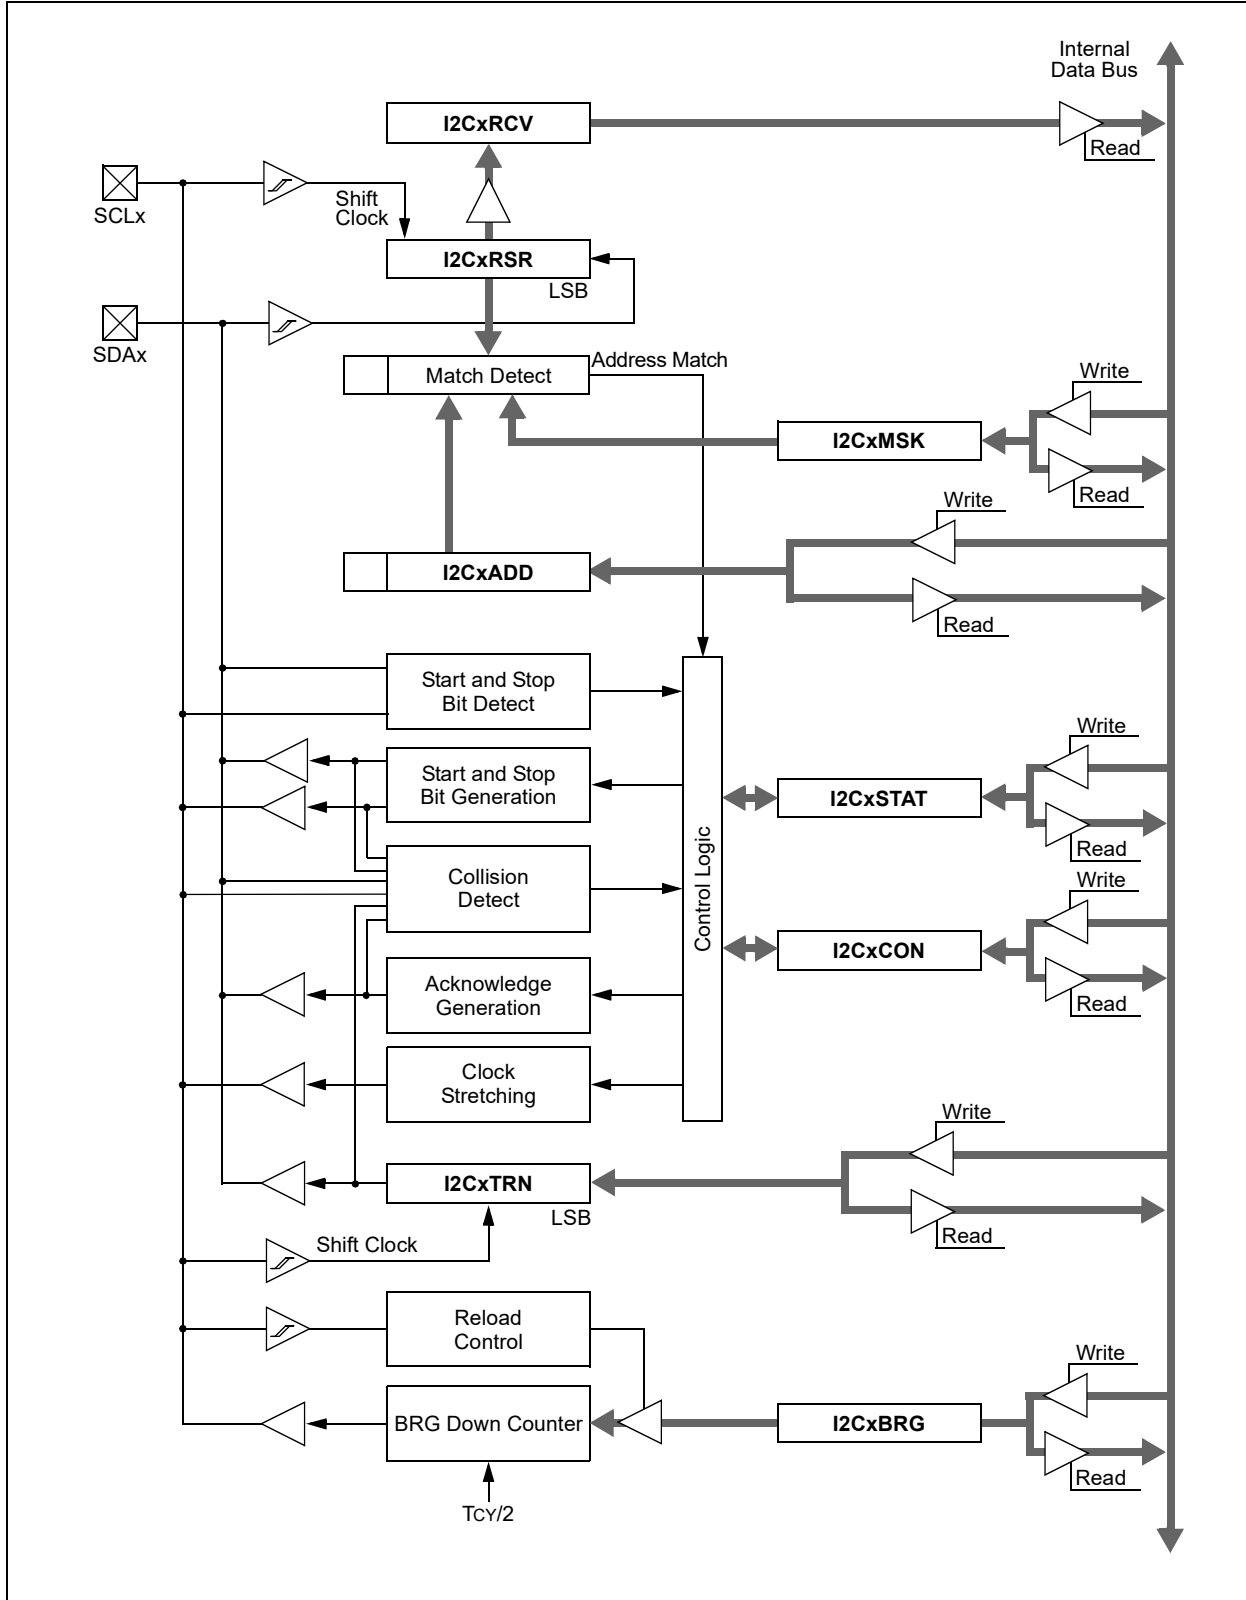 Internal
Data Bus
I2CxRCV
Read
SCLx
Shift
Clock
I2CxRSR
LSB
SDAx
Address Match
Match Detect
Write
I2CxMSK
Read
Write
I2CxADD
Read
Start and Stop
Bit Detect
Write
Start and Stop
Bit Generation
I2CxSTAT
Read
Control Logic
Collision
Detect
Write
I2CxCON
Read
Acknowledge
Generation
Clock
Stretching
Write
I2CxTRN
LSB
Read
Shift Clock
Reload
Control
Write
BRG Down Counter
I2CxBRG
Read
TCY/2